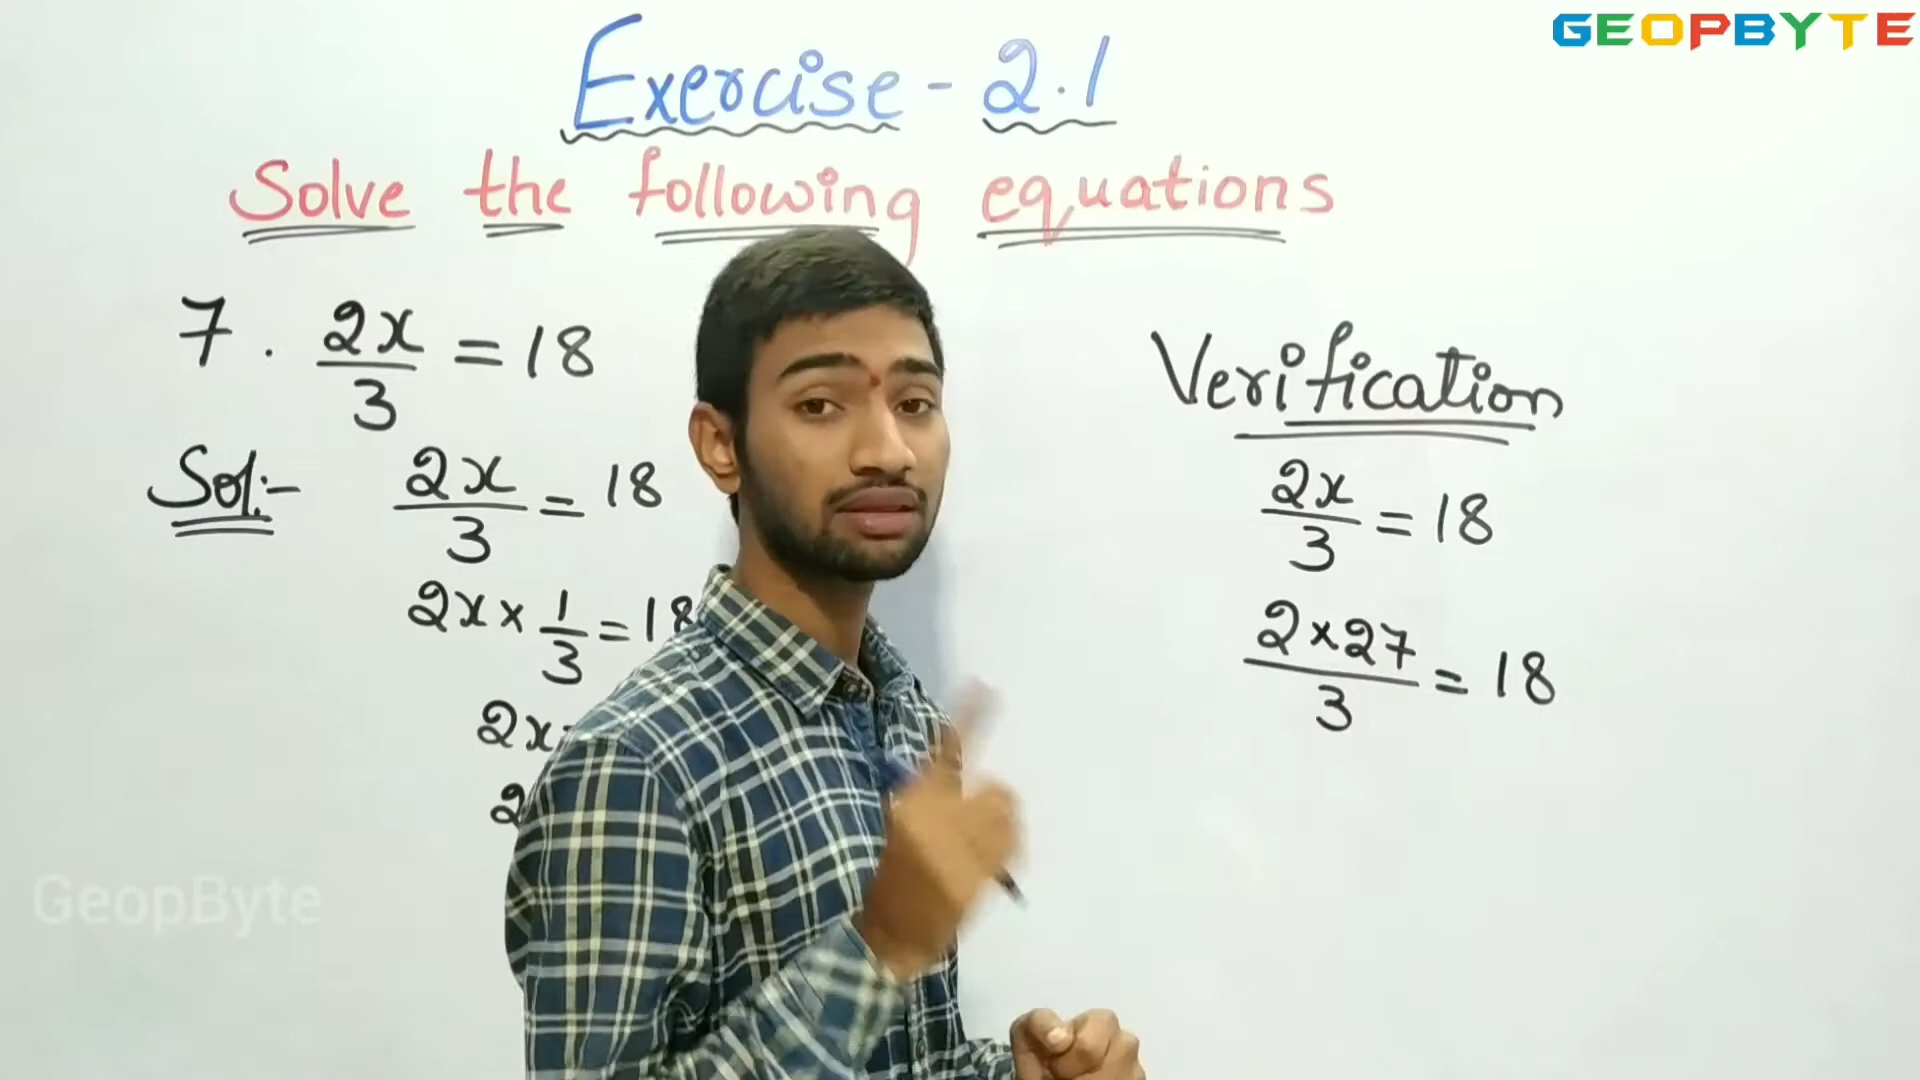 GEOPBYTE
Exercise - 2.1
Solve the following equations
7. 2x/3 = 18
Sol:- 2x/3 = 18
2x × 1/3 = 18
2x
2
Verification
2x/3 = 18
2×27/3 = 18
GeopByte